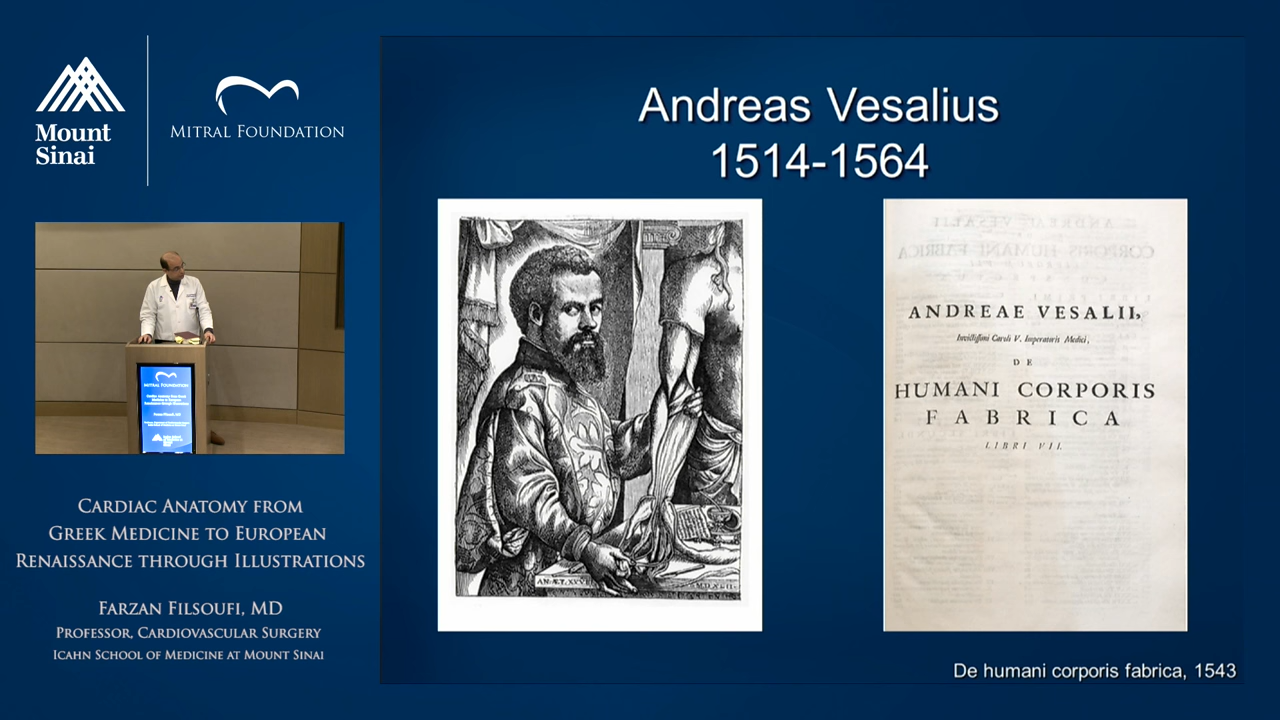 Mount
Sinai
MITRAL FOUNDATION
Andreas Vesalius
1514-1564
ANDREAE VESALII,
Invictissimi Caroli V. Imperatoris Medici,
DE
HUMANI CORPORIS
FABRICA
LIBRI VII.
De humani corporis fabrica, 1543
MITRAL FOUNDATION
CARDIAC ANATOMY FROM
GREEK MEDICINE TO EUROPEAN
RENAISSANCE THROUGH ILLUSTRATIONS
FARZAN FILSOUFI, MD
PROFESSOR, CARDIOVASCULAR SURGERY
ICAHN SCHOOL OF MEDICINE AT MOUNT SINAI